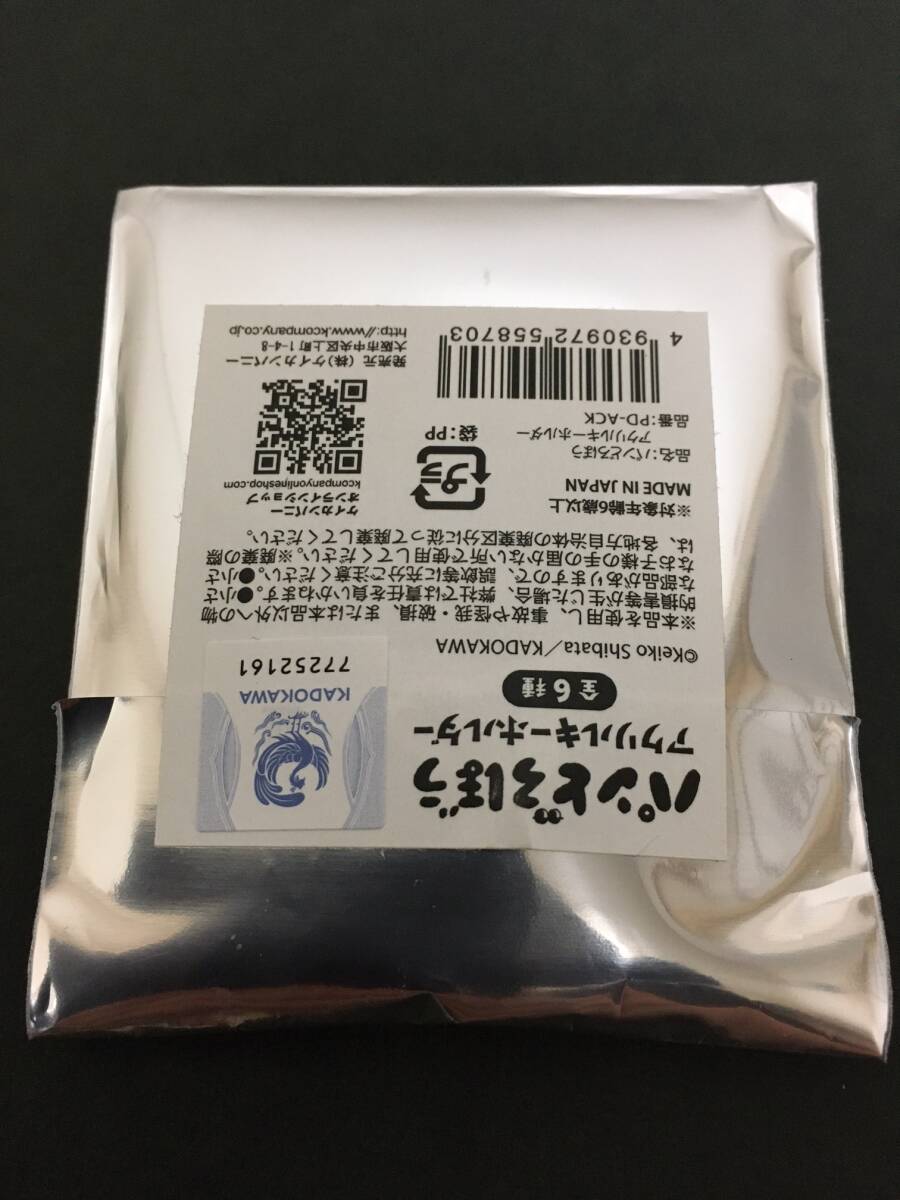 パンどろぼう
アクリルキーホルダー
全6種
©Keiko Shibata／KADOKAWA
KADOKAWA
77252161
※本品を使用し、事故や怪我・破損、または本品以外への物
的損害等が生じた場合、弊社では責任を負いかねます。●小さ
な部品がありますので、誤飲等に充分ご注意ください。●小さ
なお子様の手の届かない所で使用してください。※廃棄の際
は、各地方自治体の廃棄区分に従って廃棄してください。
※対象年齢6歳以上
MADE IN JAPAN
品名:パンどろぼう
アクリルキーホルダー
品番:PD-ACK
プラ
袋:PP
4 930972 558703
ケイカンパニー
オンラインショップ
kcompanyonlineshop.com
発売元 (株)ケイカンパニー
大阪市中央区上町1-4-8
http://www.kcompany.co.jp